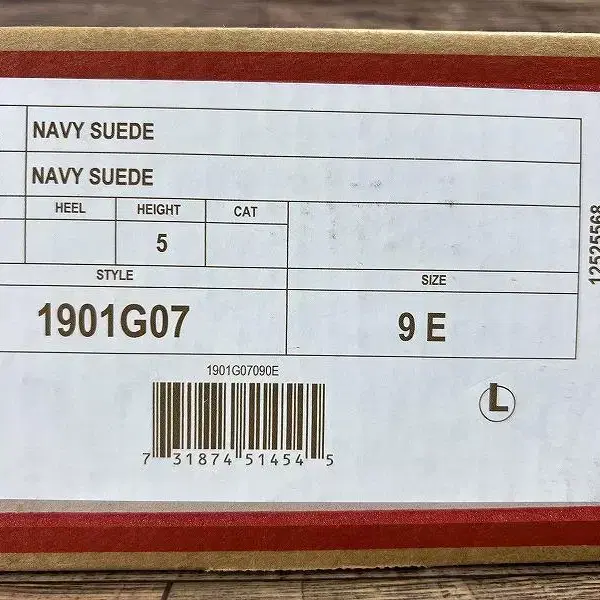 NAVY SUEDE
NAVY SUEDE
HEEL HEIGHT CAT
5
STYLE SIZE
1901G07 9 E
1901G07090E
7 31874 51454 5
L
12525568